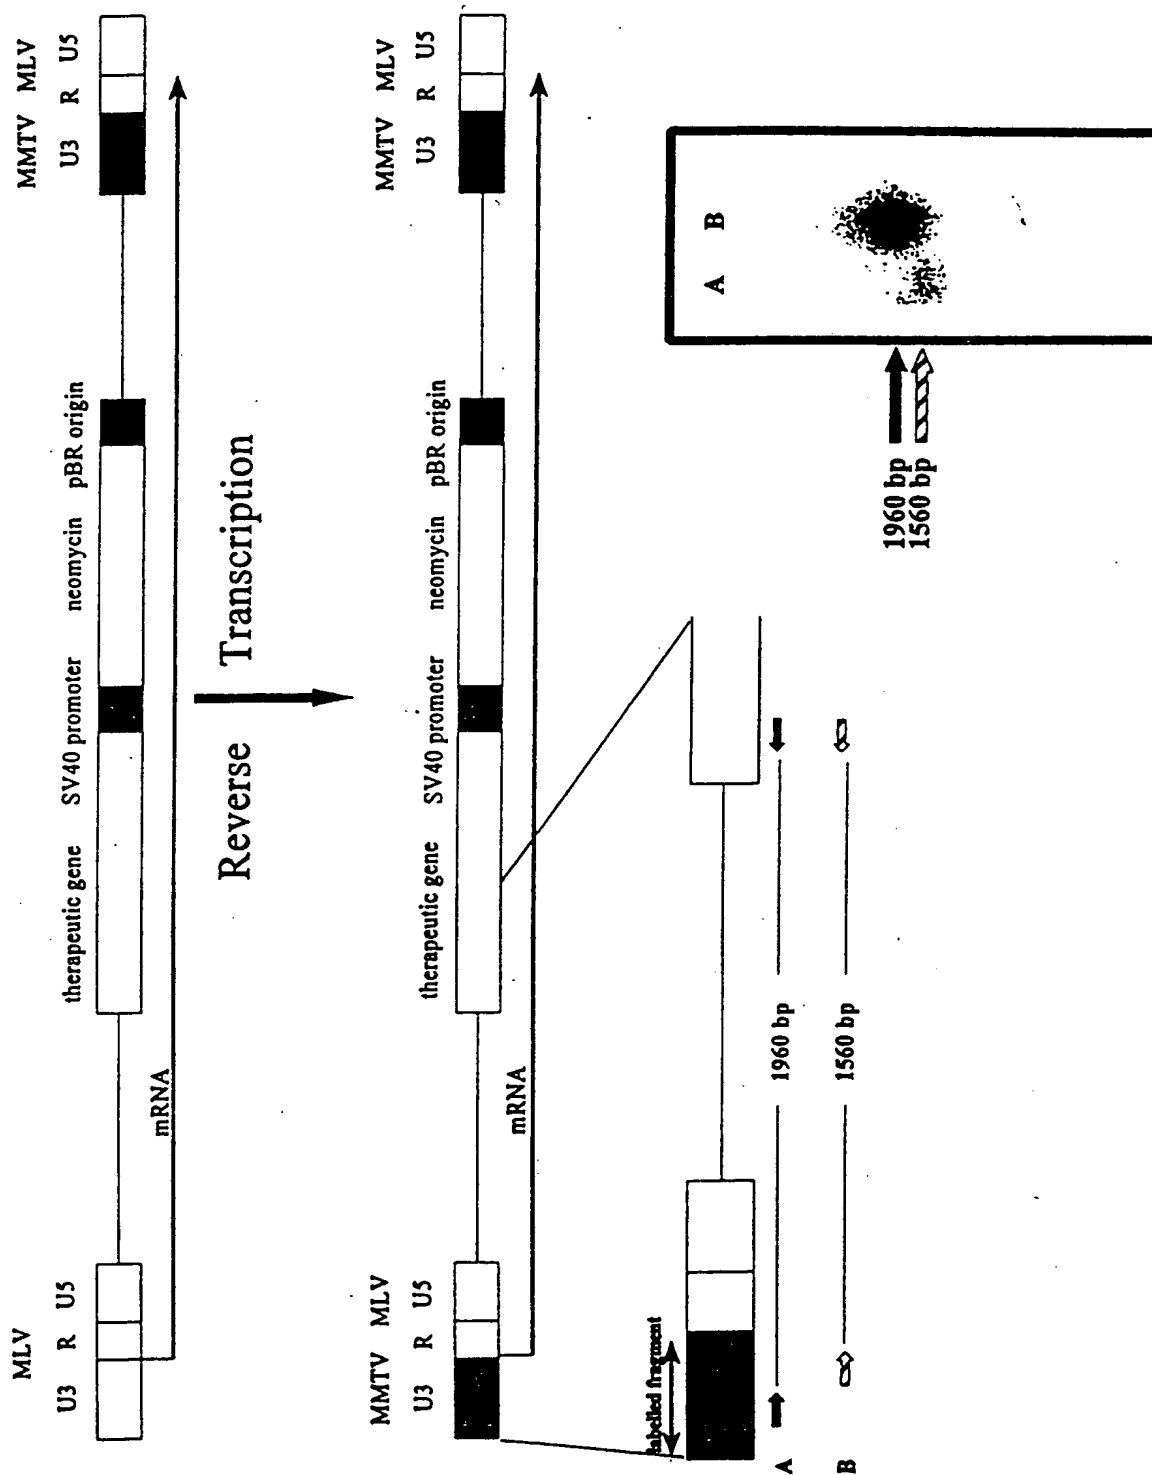 MLV MMTV MLV
U3 R U5 therapeutic gene SV40 promoter neomycin pBR origin U3 R U5
mRNA
Reverse Transcription
MMTV MLV MMTV MLV
U3 R U5 therapeutic gene SV40 promoter neomycin pBR origin U3 R U5
mRNA
labelled fragment
A 1960 bp
B 1560 bp
A B
1960 bp
1560 bp